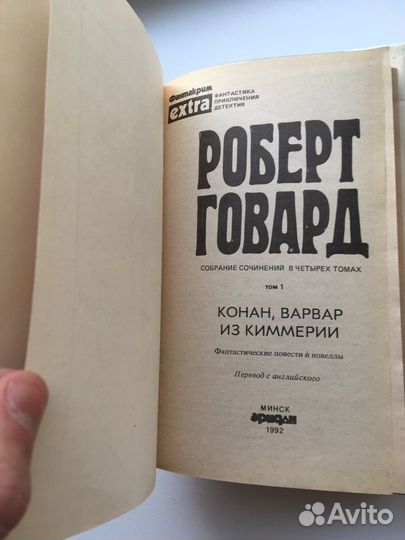 Фантакрим
extra
ФАНТАСТИКА
ПРИКЛЮЧЕНИЯ
ДЕТЕКТИВ
РОБЕРТ
ГОВАРД
СОБРАНИЕ СОЧИНЕНИЙ В ЧЕТЫРЕХ ТОМАХ
ТОМ 1
КОНАН, ВАРВАР
ИЗ КИММЕРИИ
Фантастические повести и новеллы
Перевод с английского
МИНСК
эридан
1992
Avito